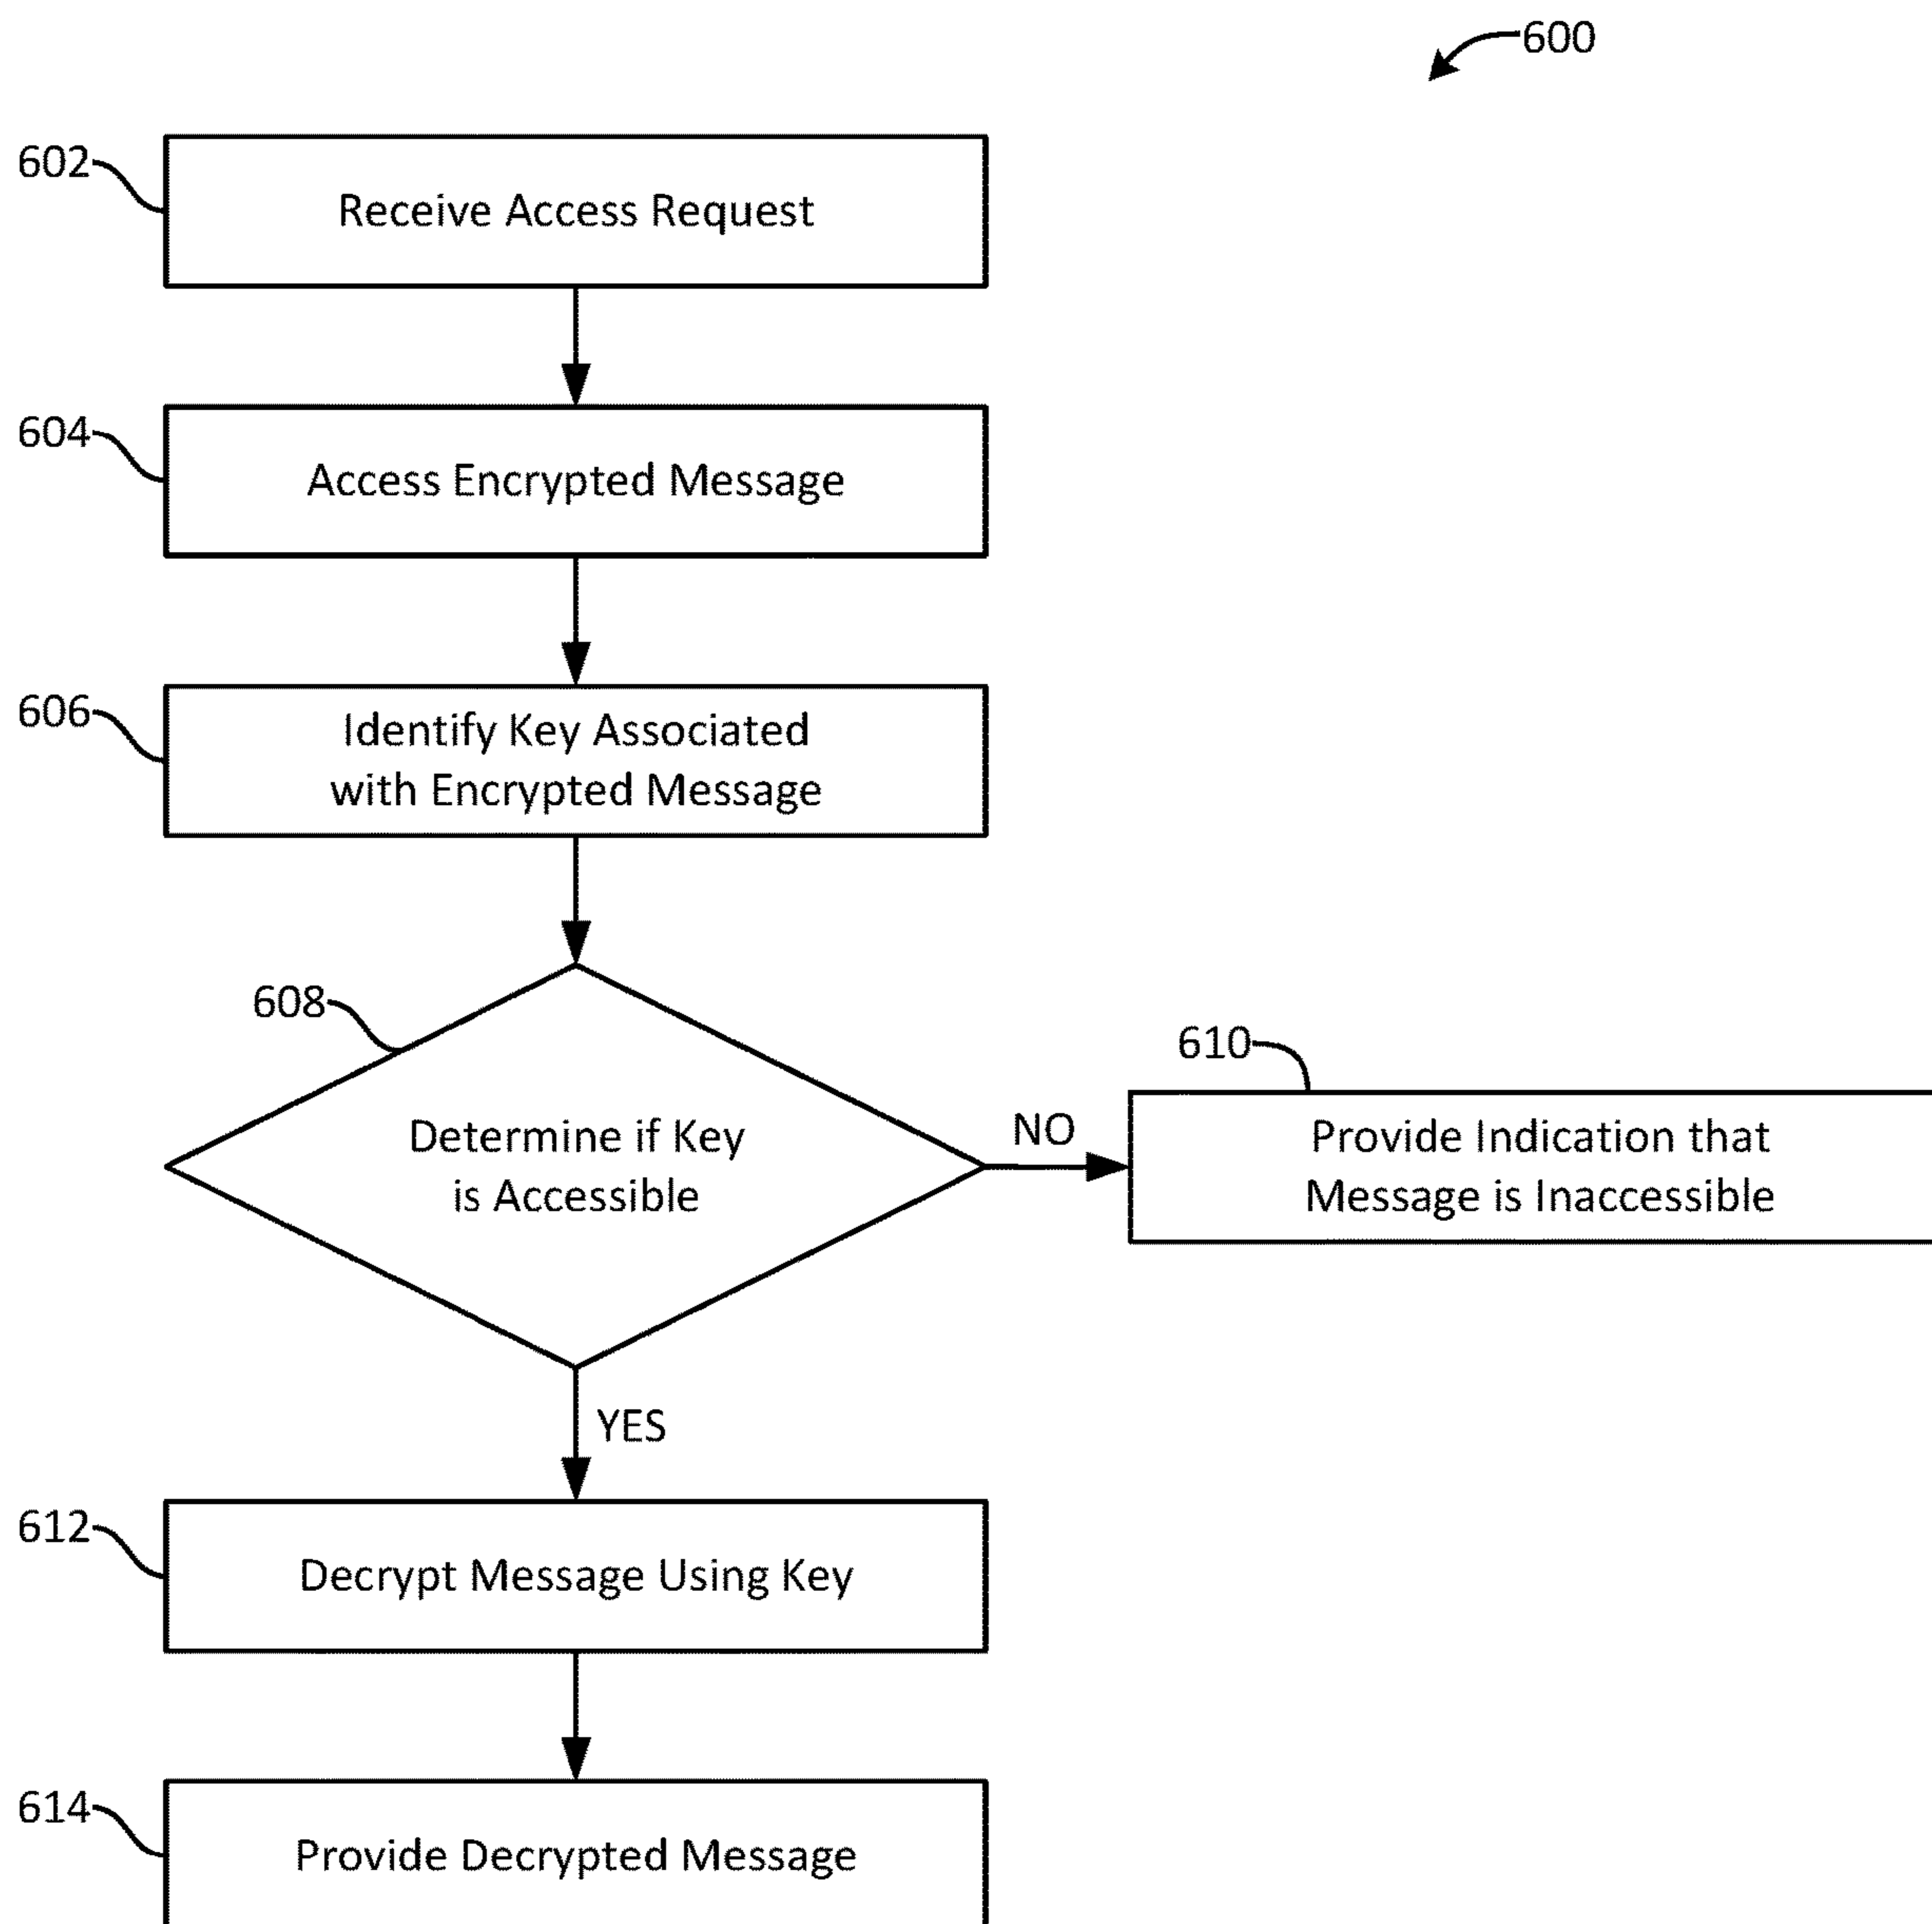 600
602
Receive Access Request
604
Access Encrypted Message
606
Identify Key Associated
with Encrypted Message
608
Determine if Key
is Accessible
NO
610
Provide Indication that
Message is Inaccessible
YES
612
Decrypt Message Using Key
614
Provide Decrypted Message